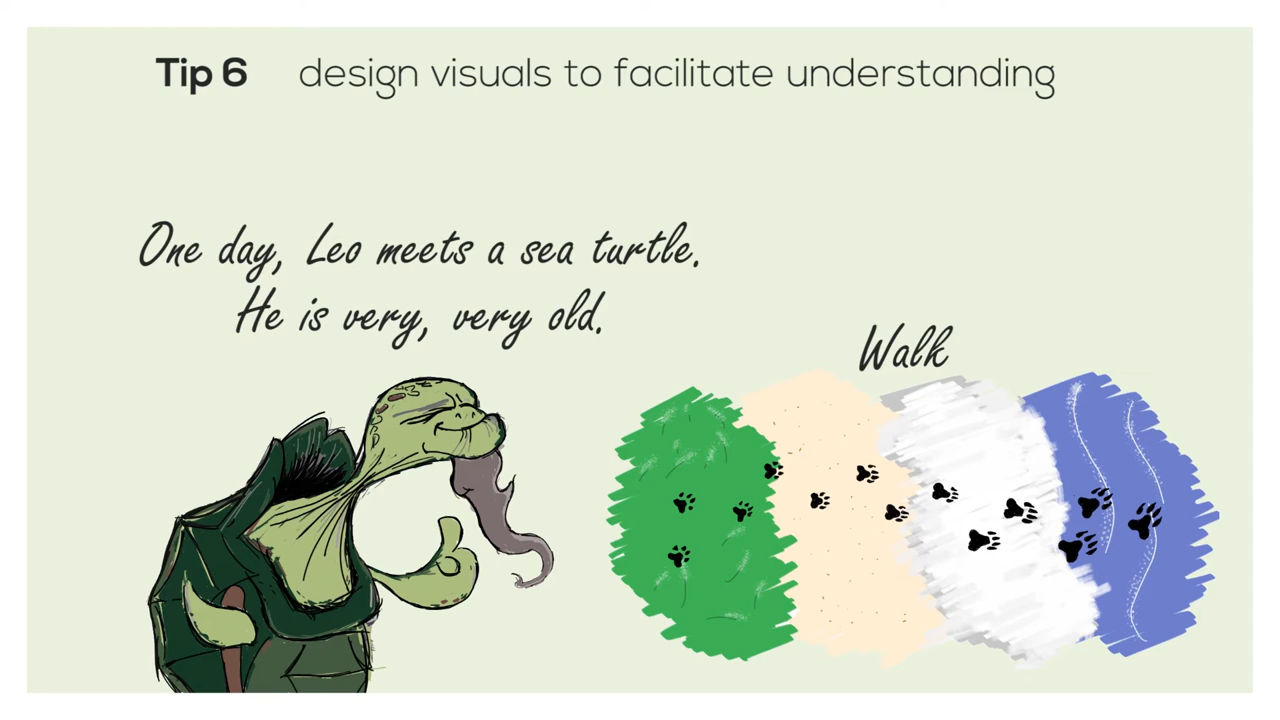 Tip 6 design visuals to facilitate understanding
One day, Leo meets a sea turtle.
He is very, very old.
Walk